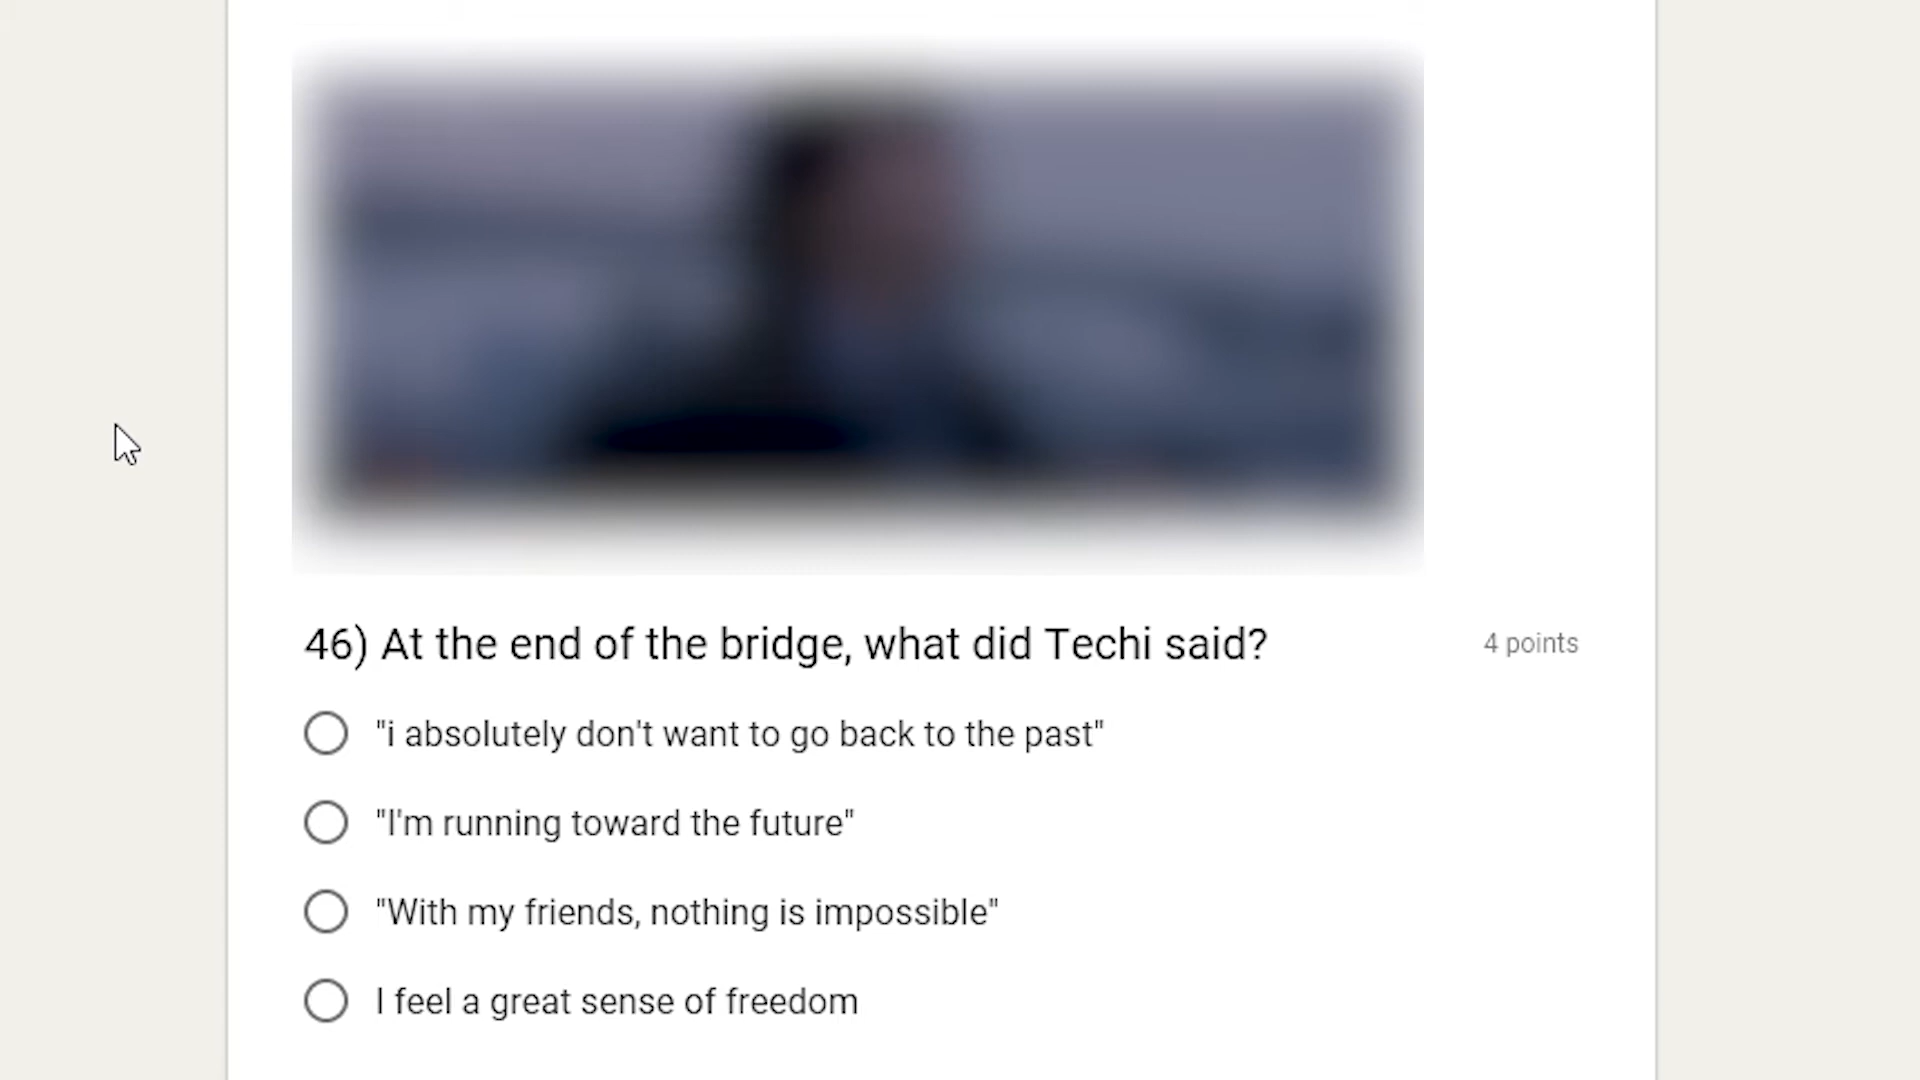 46) At the end of the bridge, what did Techi said?
4 points
"i absolutely don't want to go back to the past"
"I'm running toward the future"
"With my friends, nothing is impossible"
I feel a great sense of freedom